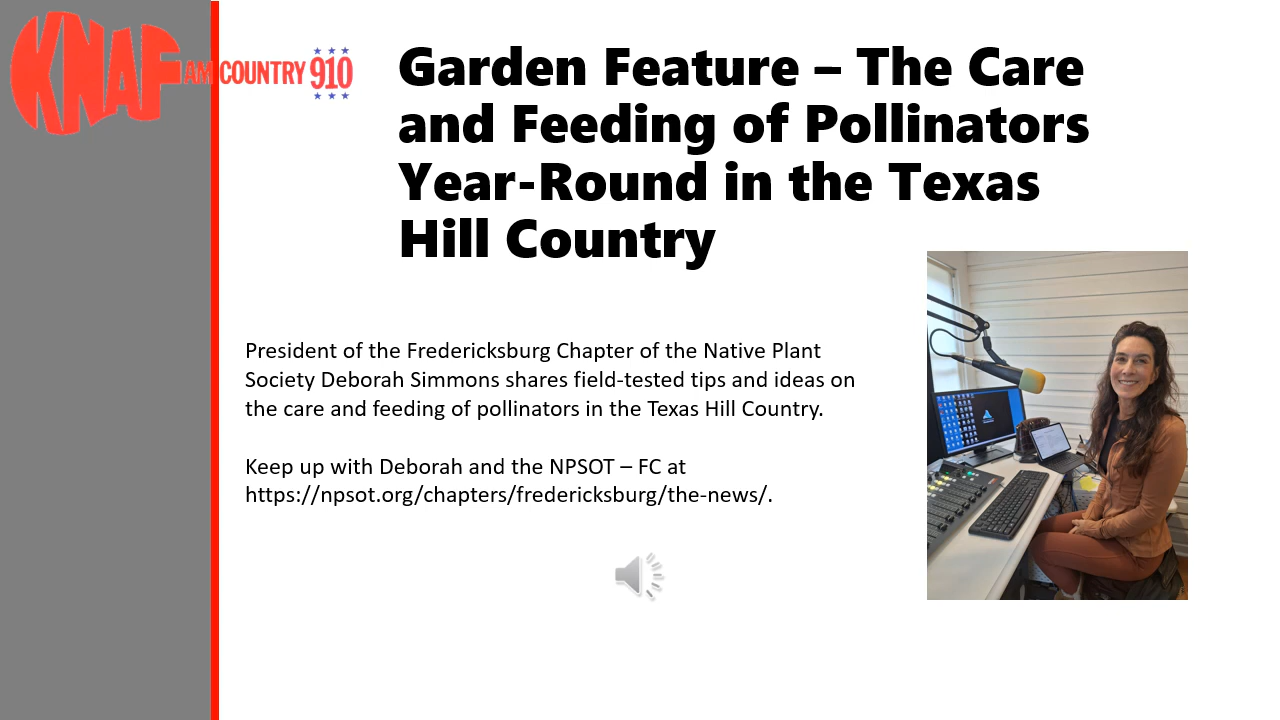 KNAF AM COUNTRY 910
Garden Feature – The Care
and Feeding of Pollinators
Year-Round in the Texas
Hill Country
President of the Fredericksburg Chapter of the Native Plant
Society Deborah Simmons shares field-tested tips and ideas on
the care and feeding of pollinators in the Texas Hill Country.
Keep up with Deborah and the NPSOT – FC at
https://npsot.org/chapters/fredericksburg/the-news/.